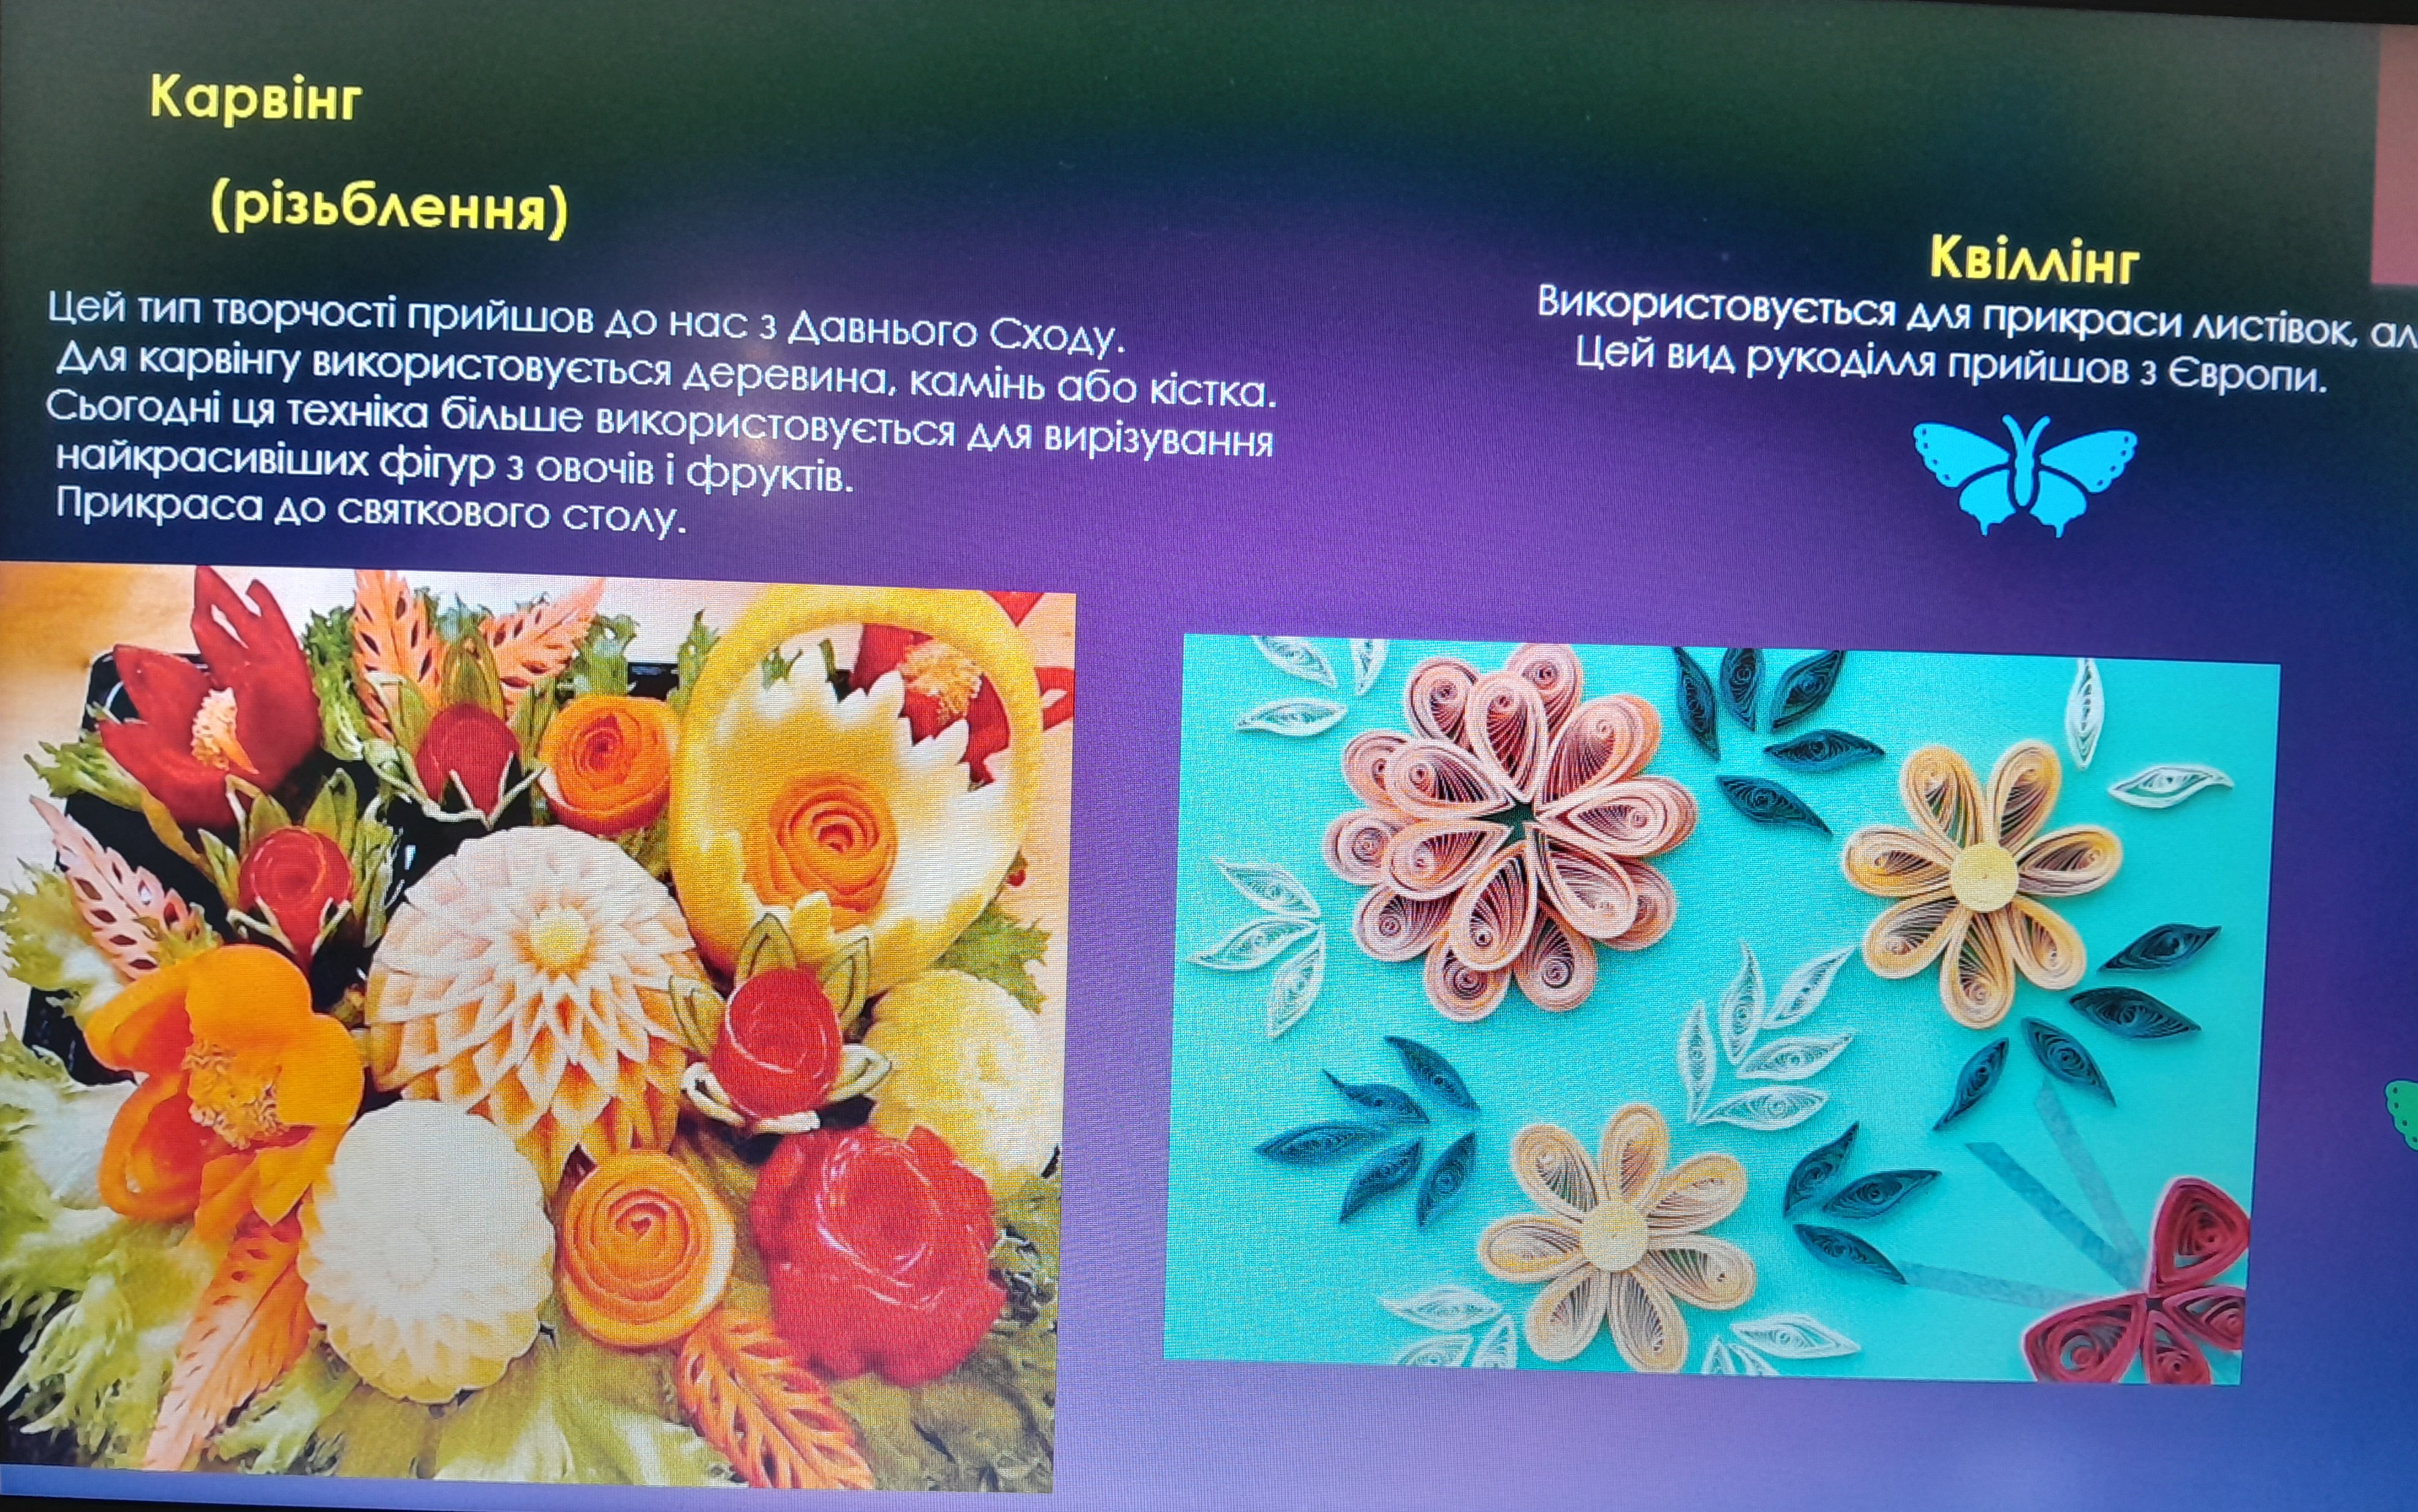 Карвінг
(різьблення)
Цей тип творчості прийшов до нас з Давнього Сходу.
Для карвінгу використовується деревина, камінь або кістка.
Сьогодні ця техніка більше використовується для вирізування
найкрасивіших фігур з овочів і фруктів.
Прикраса до святкового столу.
Квіллінг
Використовується для прикраси листівок,
Цей вид рукоділля прийшов з Європи.